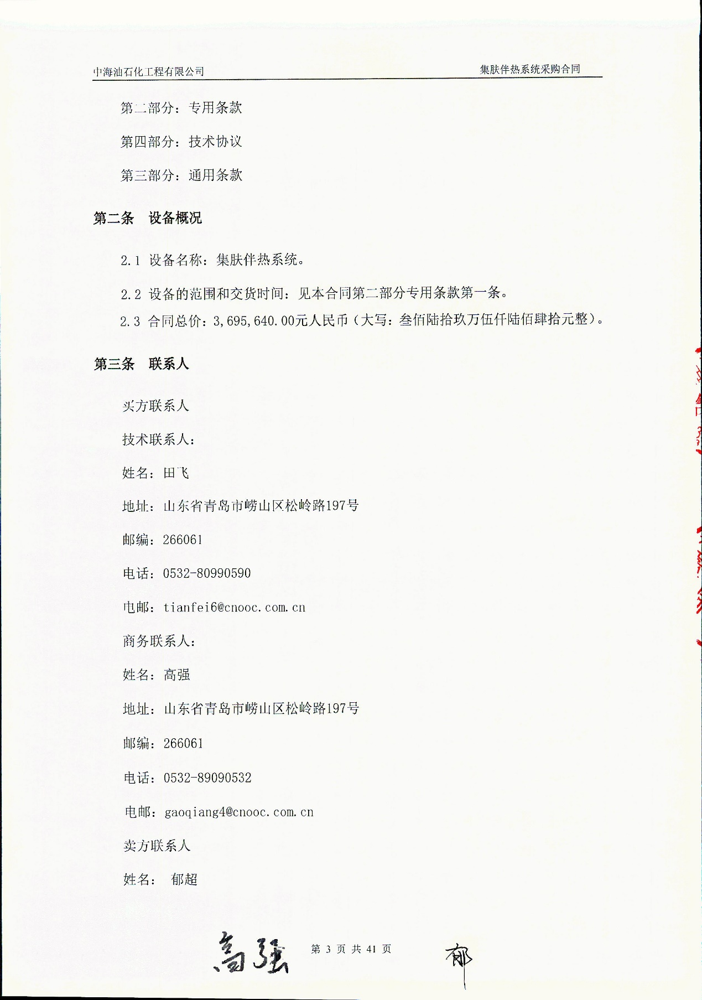 中海油石化工程有限公司
集肤伴热系统采购合同
第二部分：专用条款
第四部分：技术协议
第三部分：通用条款
第二条 设备概况
2.1 设备名称：集肤伴热系统。
2.2 设备的范围和交货时间：见本合同第二部分专用条款第一条。
2.3 合同总价：3,695,640.00元人民币（大写：叁佰陆拾玖万伍仟陆佰肆拾元整）。
第三条 联系人
买方联系人
技术联系人：
姓名：田飞
地址：山东省青岛市崂山区松岭路197号
邮编：266061
电话：0532-80990590
电邮：tianfei6@cnooc.com.cn
商务联系人：
姓名：高强
地址：山东省青岛市崂山区松岭路197号
邮编：266061
电话：0532-89090532
电邮：gaoqiang4@cnooc.com.cn
卖方联系人
姓名： 郁超
高强
第 3 页 共 41 页
郁